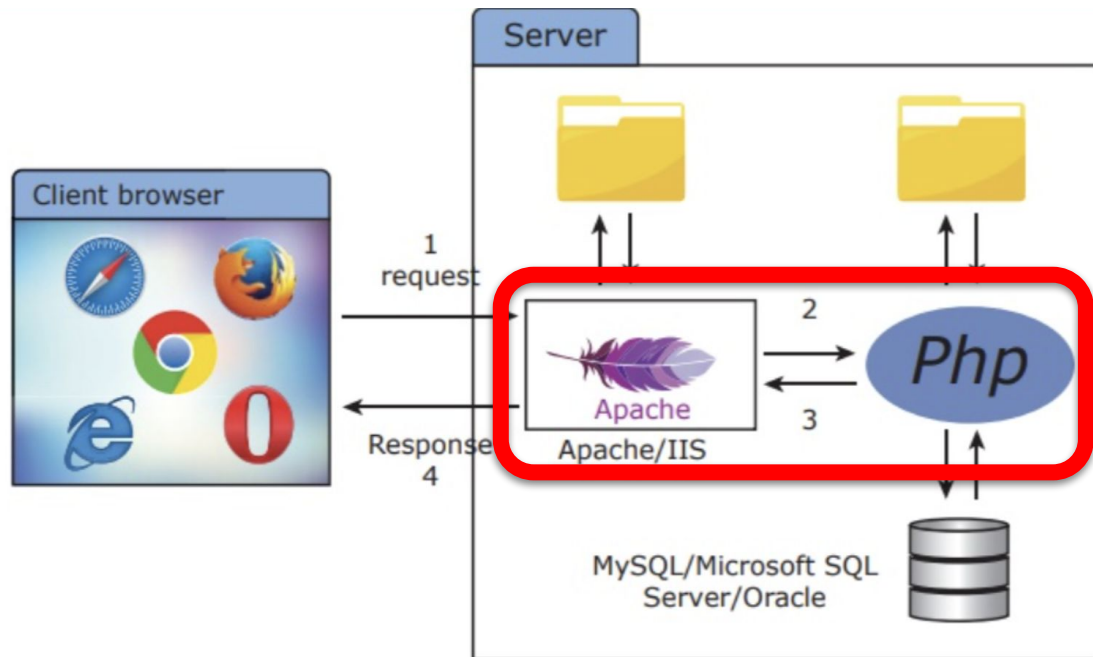 Server
Client browser
1
request
2
Php
Apache
3
Response
4
Apache/IIS
MySQL/Microsoft SQL
Server/Oracle